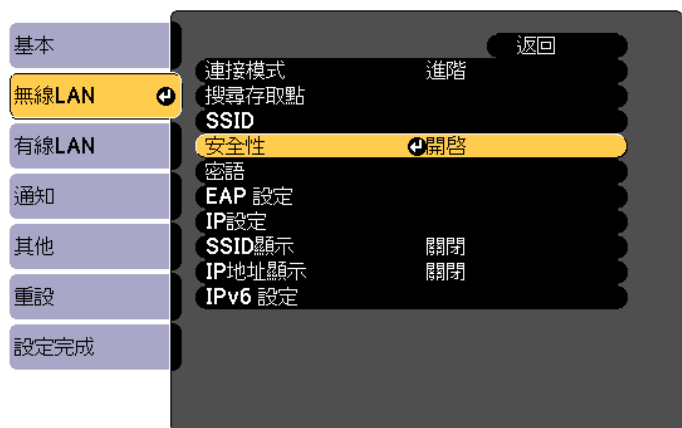 基本
無線LAN
有線LAN
通知
其他
重設
設定完成
返回
連接模式 進階
搜尋存取點
SSID
安全性 開啓
密語
EAP 設定
IP設定
SSID顯示 關閉
IP地址顯示 關閉
IPv6 設定